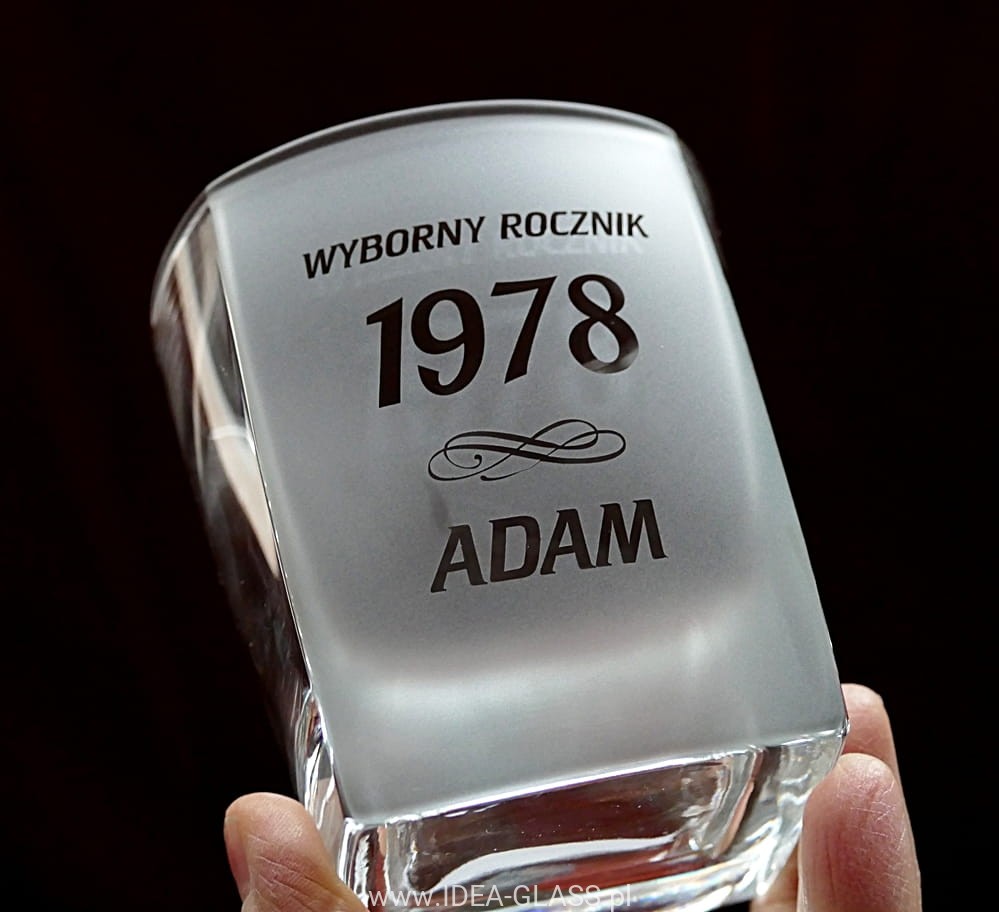 WYBORNY ROCZNIK
1978
ADAM
www.IDEA-GLASS.pl